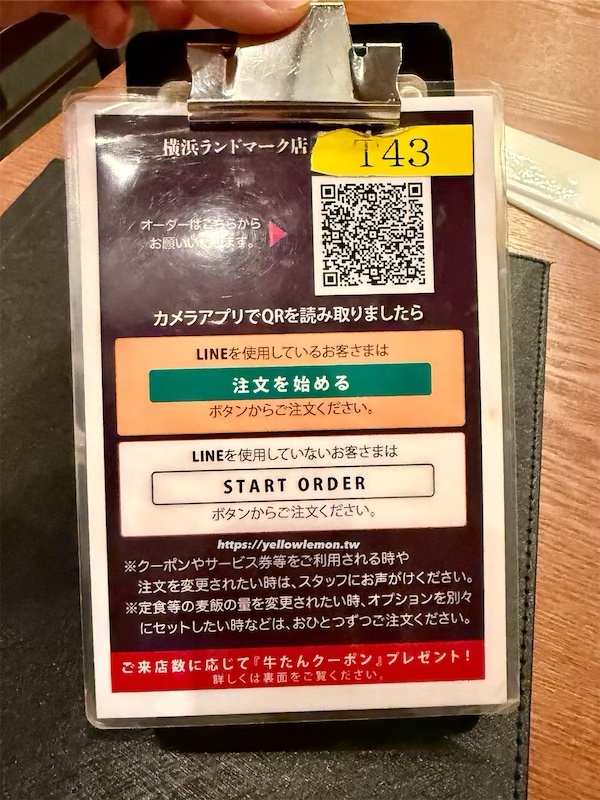 横浜ランドマーク店
T43
オーダーはこちらから
お願いいたします。
カメラアプリでQRを読み取りましたら
LINEを使用しているお客さまは
注文を始める
ボタンからご注文ください。
LINEを使用していないお客さまは
START ORDER
ボタンからご注文ください。
https://yellowlemon.tw
※クーポンやサービス券等をご利用される時や
注文を変更されたい時は、スタッフにお声がけください。
※定食等の麦飯の量を変更されたい時、オプションを別々
にセットしたい時などは、おひとつずつご注文ください。
ご来店数に応じて『牛たんクーポン』プレゼント！
詳しくは裏面をご覧ください。